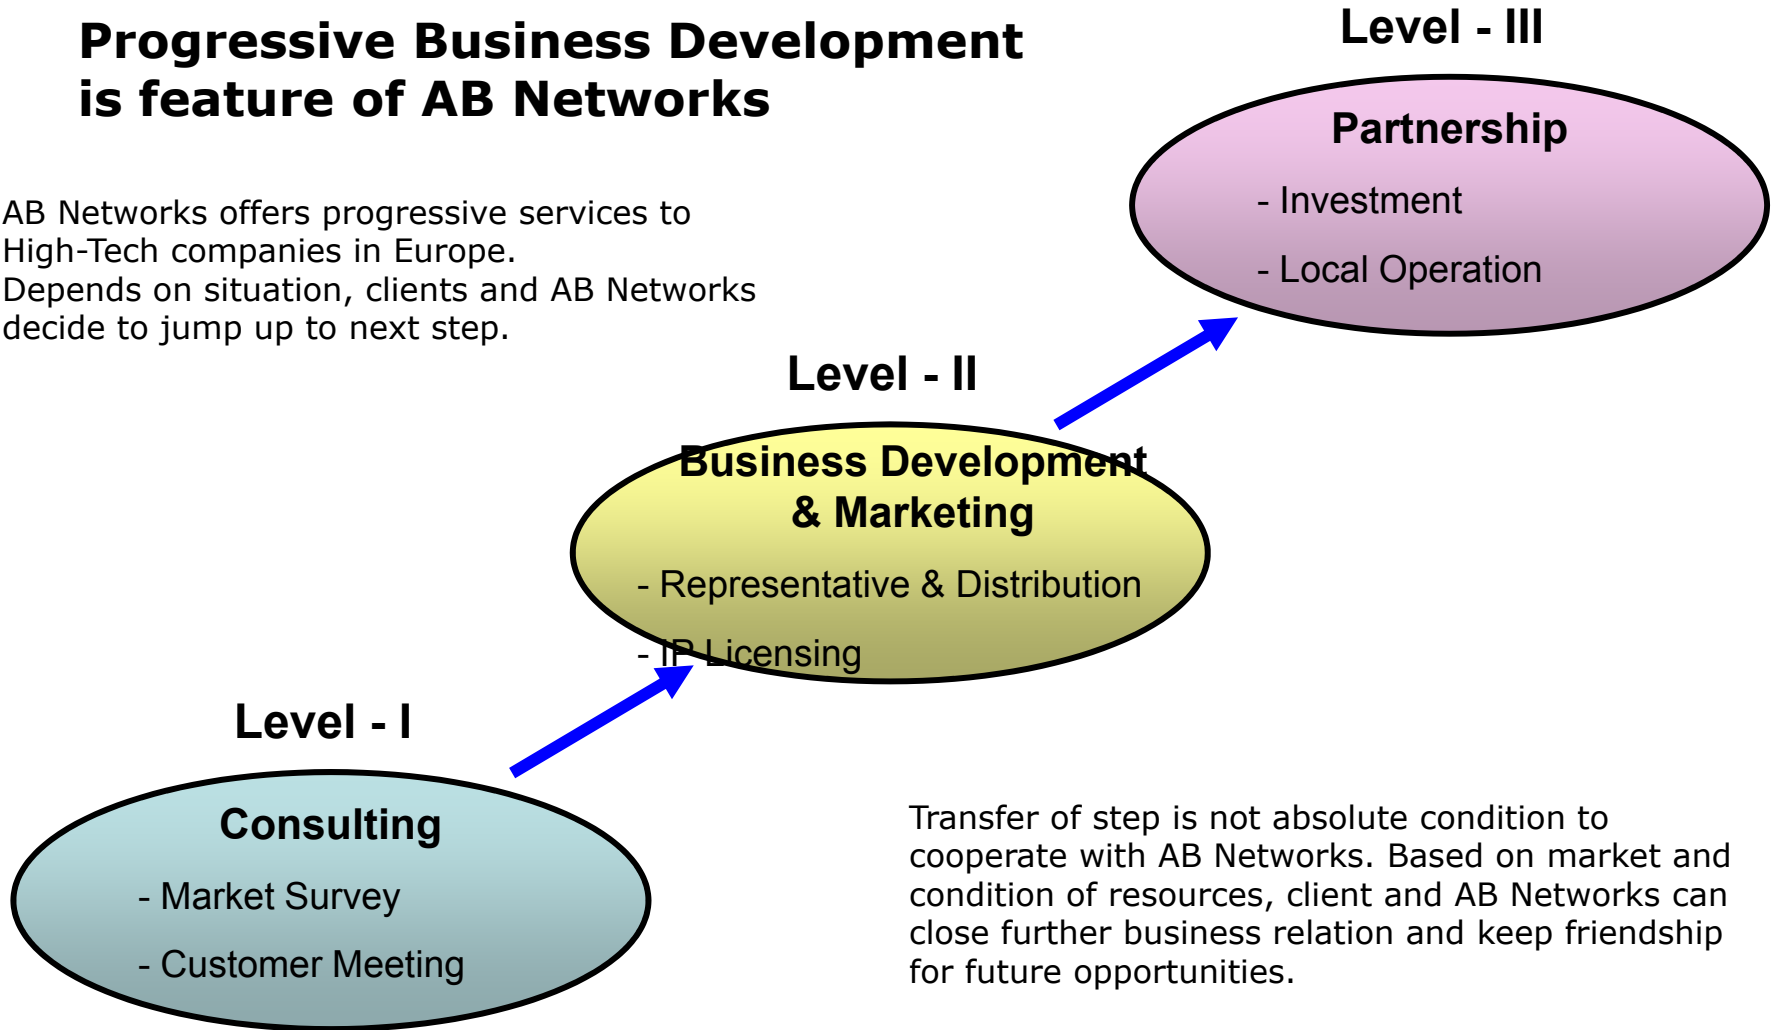 Progressive Business Development
is feature of AB Networks
AB Networks offers progressive services to
High-Tech companies in Europe.
Depends on situation, clients and AB Networks
decide to jump up to next step.
Level - III
Partnership
- Investment
- Local Operation
Level - II
Business Development
& Marketing
- Representative & Distribution
- IP Licensing
Level - I
Consulting
- Market Survey
- Customer Meeting
Transfer of step is not absolute condition to
cooperate with AB Networks. Based on market and
condition of resources, client and AB Networks can
close further business relation and keep friendship
for future opportunities.